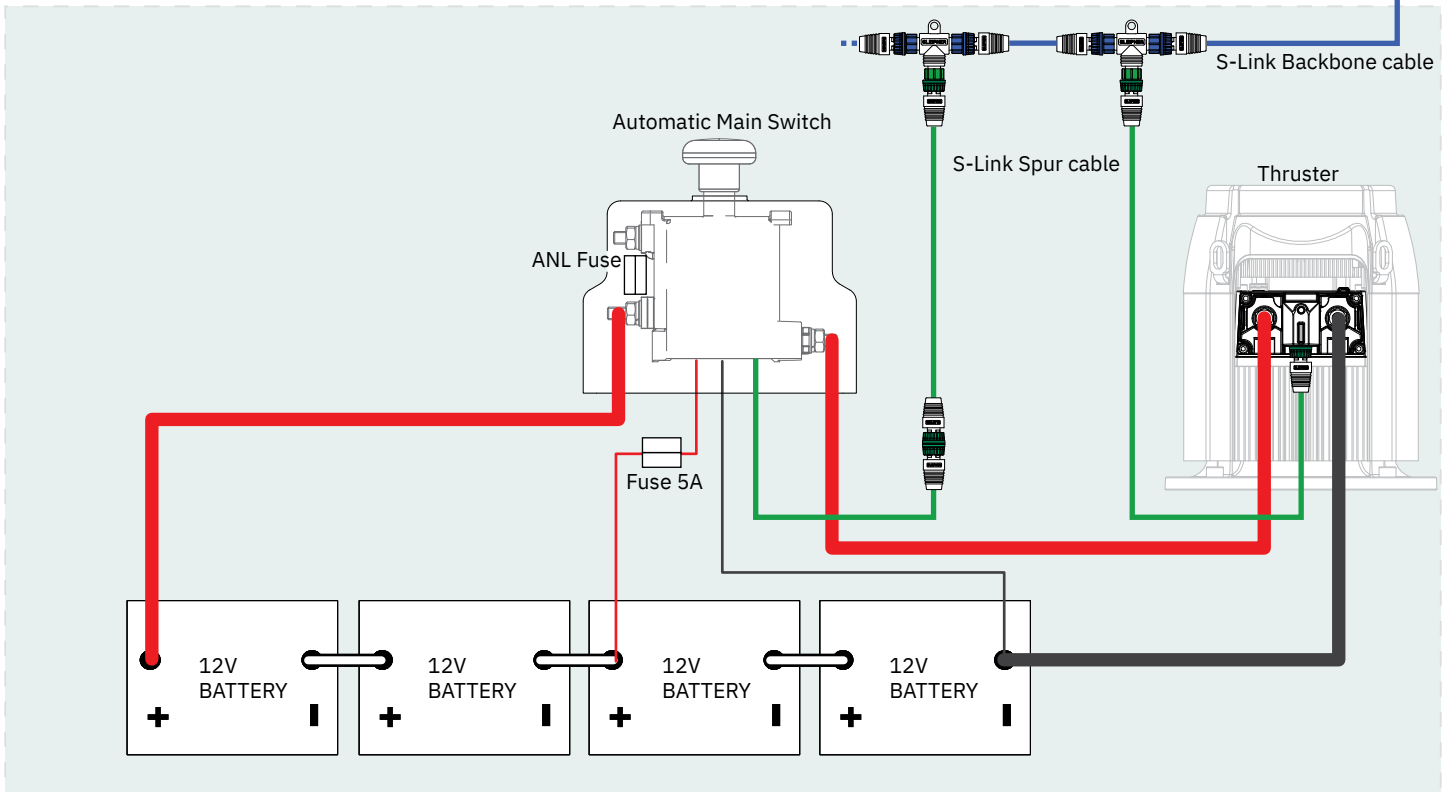 S-Link Backbone cable
Automatic Main Switch
S-Link Spur cable
Thruster
ANL Fuse
Fuse 5A
12V
BATTERY
+
-
12V
BATTERY
+
-
12V
BATTERY
+
-
12V
BATTERY
+
-